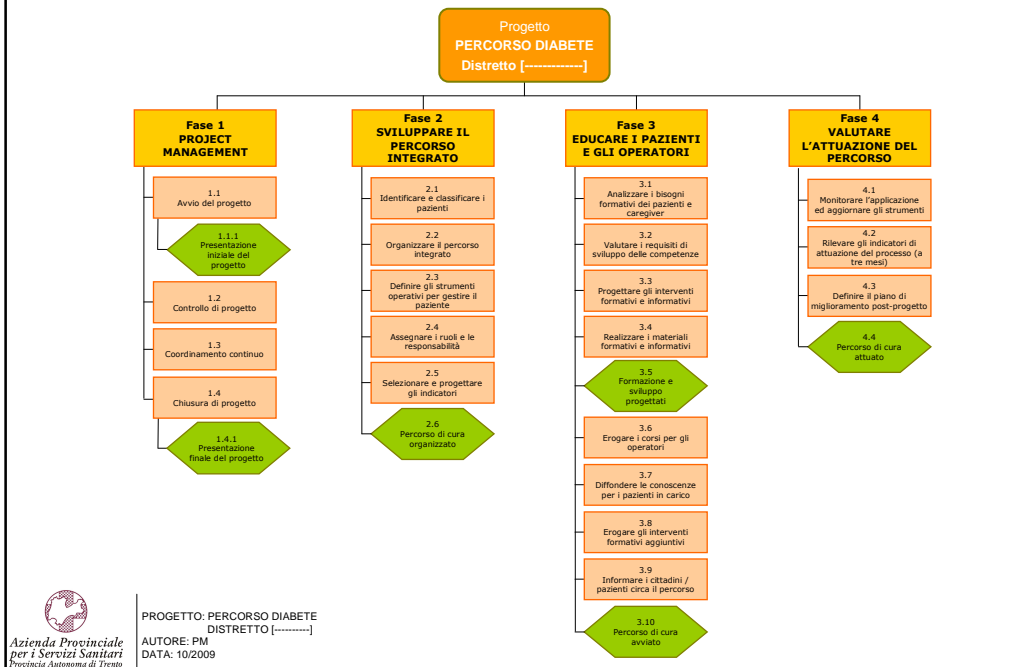 Progetto
PERCORSO DIABETE
Distretto [-------------]
Fase 1
PROJECT
MANAGEMENT
1.1
Avvio del progetto
1.1.1
Presentazione
iniziale del
progetto
1.2
Controllo di progetto
1.3
Coordinamento continuo
1.4
Chiusura di progetto
1.4.1
Presentazione
finale del progetto
Fase 2
SVILUPPARE IL
PERCORSO
INTEGRATO
2.1
Identificare e classificare i
pazienti
2.2
Organizzare il percorso
integrato
2.3
Definire gli strumenti
operativi per gestire il
paziente
2.4
Assegnare i ruoli e le
responsabilità
2.5
Selezionare e progettare
gli indicatori
2.6
Percorso di cura
organizzato
Fase 3
EDUCARE I PAZIENTI
E GLI OPERATORI
3.1
Analizzare i bisogni
formativi dei pazienti e
caregiver
3.2
Valutare i requisiti di
sviluppo delle competenze
3.3
Progettare gli interventi
formativi e informativi
3.4
Realizzare i materiali
formativi e informativi
3.5
Formazione e
sviluppo
progettati
3.6
Erogare i corsi per gli
operatori
3.7
Diffondere le conoscenze
per i pazienti in carico
3.8
Erogare gli interventi
formativi aggiuntivi
3.9
Informare i cittadini /
pazienti circa il percorso
3.10
Percorso di cura
avviato
Fase 4
VALUTARE
L’ATTUAZIONE DEL
PERCORSO
4.1
Monitorare l’applicazione
ed aggiornare gli strumenti
4.2
Rilevare gli indicatori di
attuazione del processo (a
tre mesi)
4.3
Definire il piano di
miglioramento post-progetto
4.4
Percorso di cura
attuato
Azienda Provinciale
per i Servizi Sanitari
Provincia Autonoma di Trento
PROGETTO: PERCORSO DIABETE
DISTRETTO [---------]
AUTORE: PM
DATA: 10/2009